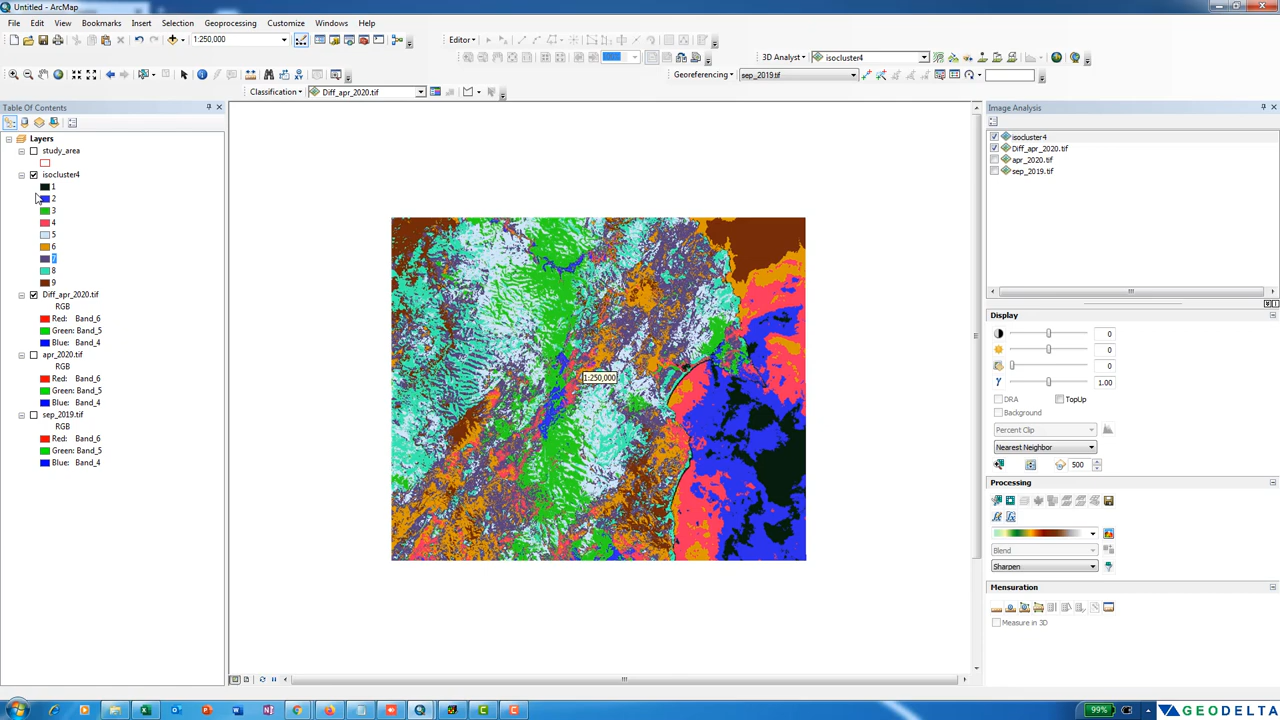 Untitled - ArcMap
File Edit View Bookmarks Insert Selection Geoprocessing Customize Windows Help
1:250,000
Editor
3D Analyst
isocluster4
Georeferencing
sep_2019.tif
Classification
Diff_apr_2020.tif
Table Of Contents
Layers
study_area
isocluster4
1
2
3
4
5
6
7
8
9
Diff_apr_2020.tif
RGB
Red: Band_6
Green: Band_5
Blue: Band_4
apr_2020.tif
RGB
Red: Band_6
Green: Band_5
Blue: Band_4
sep_2019.tif
RGB
Red: Band_6
Green: Band_5
Blue: Band_4
1:250,000
Image Analysis
isocluster4
Diff_apr_2020.tif
apr_2020.tif
sep_2019.tif
Display
0
0
0
1.00
DRA
TopUp
Background
Percent Clip
Nearest Neighbor
500
Processing
Blend
Sharpen
Mensuration
Measure in 3D
99%
GEODELTA